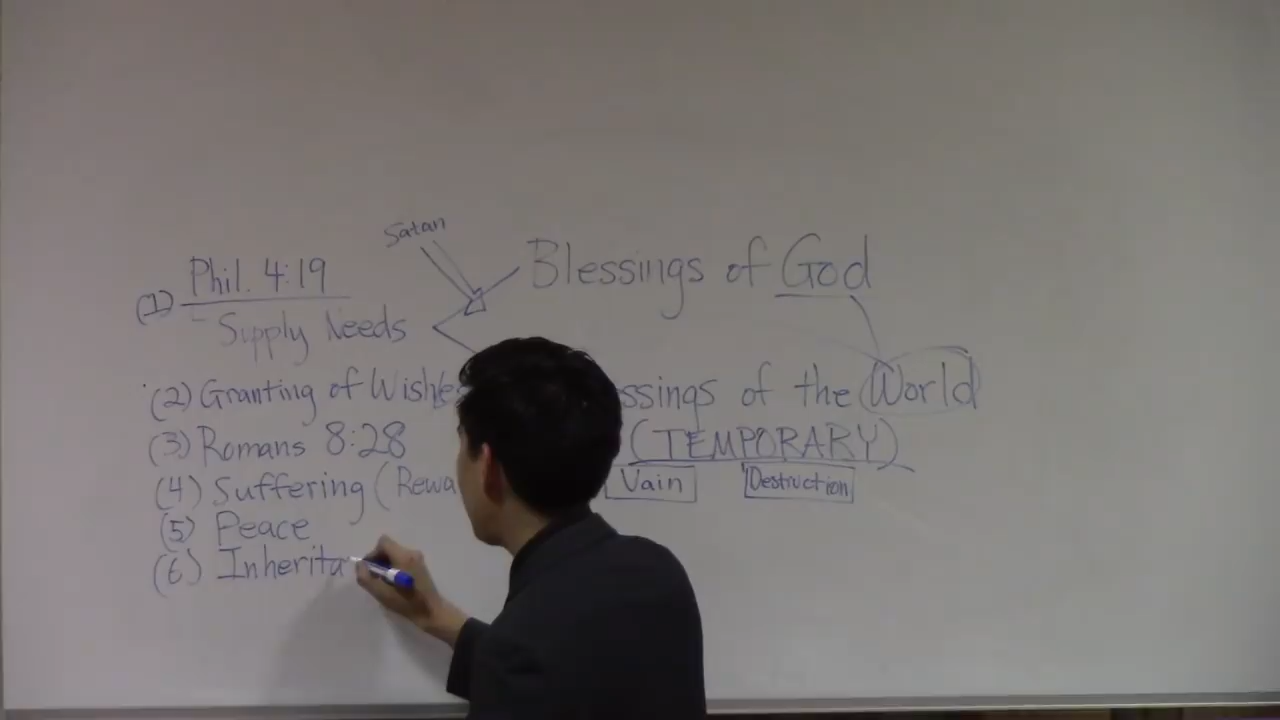 Satan
Blessings of God
(1) Phil. 4:19
- Supply Needs
(2) Granting of Wishe
ssings of the World
(3) Romans 8:28
(TEMPORARY)
(4) Suffering (Rewa
Vain
Destruction
(5) Peace
(6) Inherita